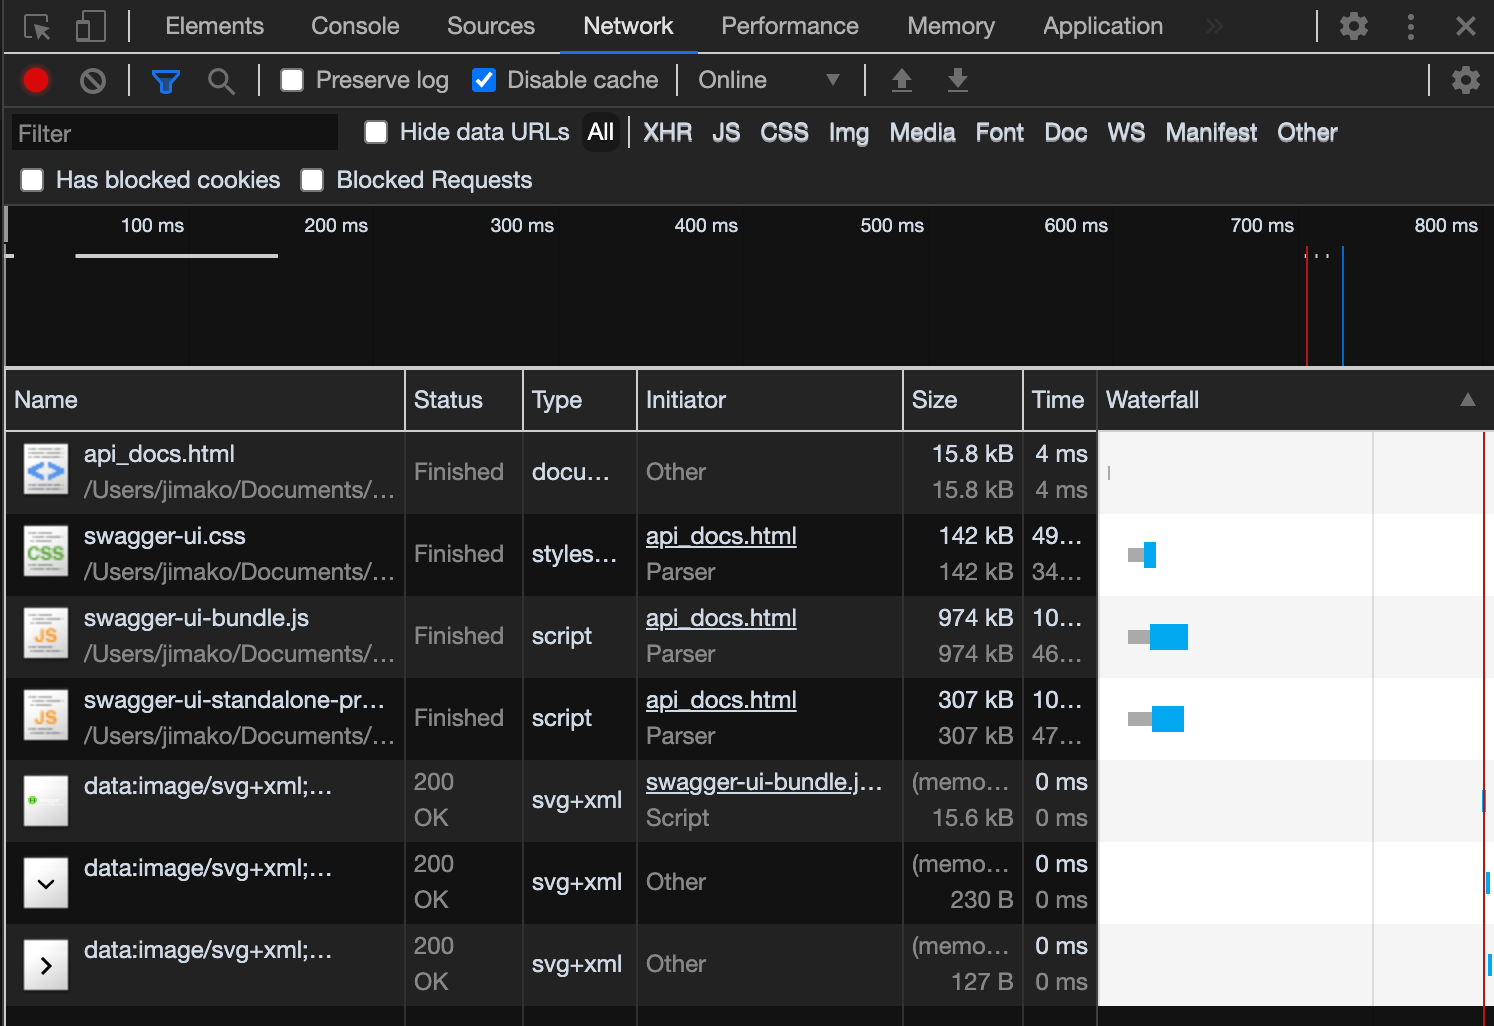 Elements Console Sources Network Performance Memory Application »
Preserve log Disable cache Online
Filter Hide data URLs All XHR JS CSS Img Media Font Doc WS Manifest Other
Has blocked cookies Blocked Requests
100 ms 200 ms 300 ms 400 ms 500 ms 600 ms 700 ms 800 ms
Name Status Type Initiator Size Time Waterfall
api_docs.html 15.8 kB 4 ms
Finished docu... Other
/Users/jimako/Documents/... 15.8 kB 4 ms
swagger-ui.css api_docs.html 142 kB 49...
CSS Finished styles...
/Users/jimako/Documents/... Parser 142 kB 34...
swagger-ui-bundle.js api_docs.html 974 kB 10...
JS Finished script
/Users/jimako/Documents/... Parser 974 kB 46...
swagger-ui-standalone-pr... api_docs.html 307 kB 10...
JS Finished script
/Users/jimako/Documents/... Parser 307 kB 47...
data:image/svg+xml;... 200 swagger-ui-bundle.j... (memo... 0 ms
svg+xml
OK Script 15.6 kB 0 ms
data:image/svg+xml;... 200 (memo... 0 ms
svg+xml Other
OK 230 B 0 ms
data:image/svg+xml;... 200 (memo... 0 ms
svg+xml Other
OK 127 B 0 ms